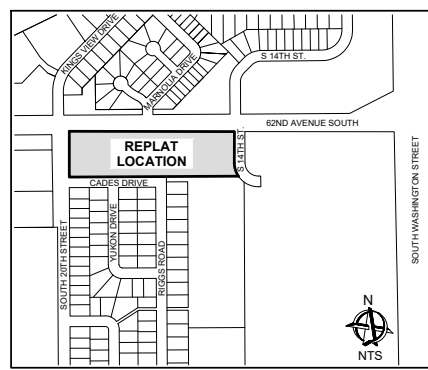 KINGS VIEW DRIVE
S 14TH ST.
MARNOLIA DRIVE
62ND AVENUE SOUTH
REPLAT
LOCATION
S 14TH ST.
SOUTH WASHINGTON STREET
CADES DRIVE
YUKON DRIVE
SOUTH 20TH STREET
RIGGS ROAD
N
NTS